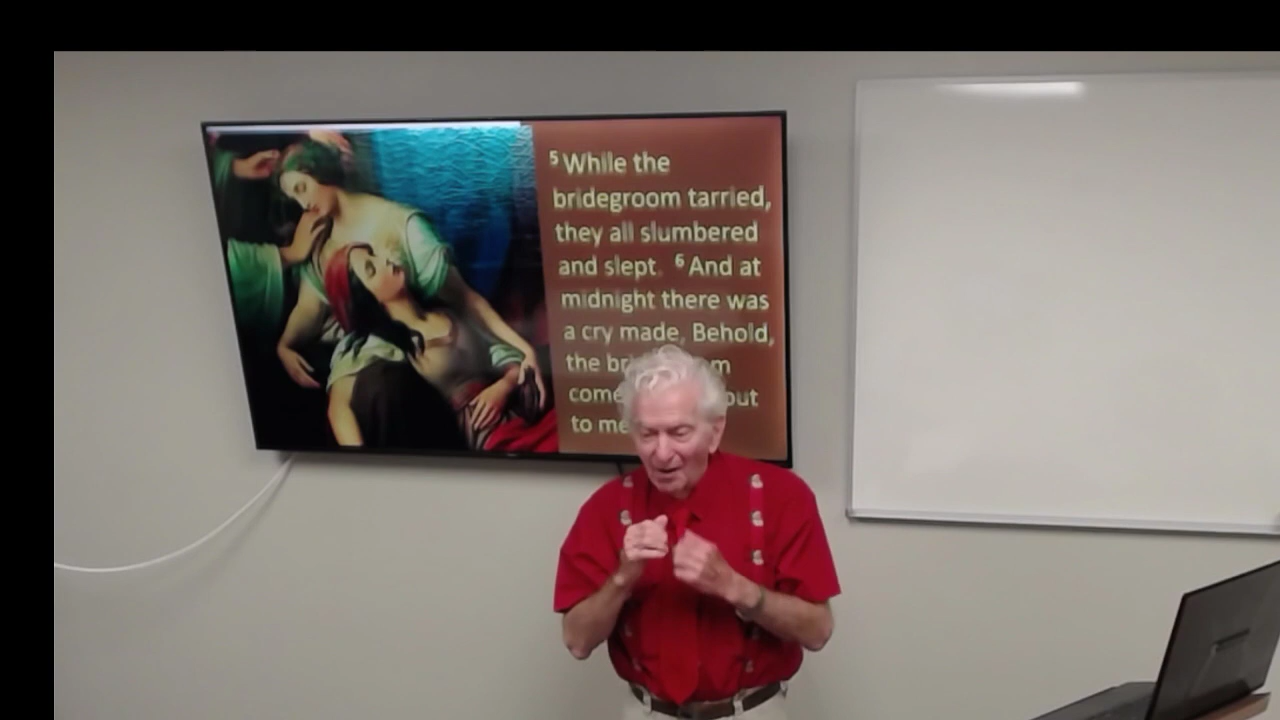 ⁵ While the
bridegroom tarried,
they all slumbered
and slept. ⁶ And at
midnight there was
a cry made, Behold,
the
to